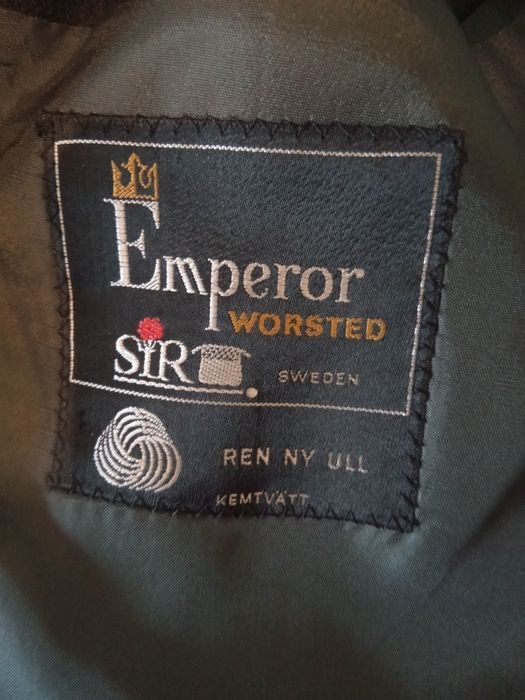 Emperor
WORSTED
SIR
SWEDEN
REN NY ULL
KEMTVÄTT